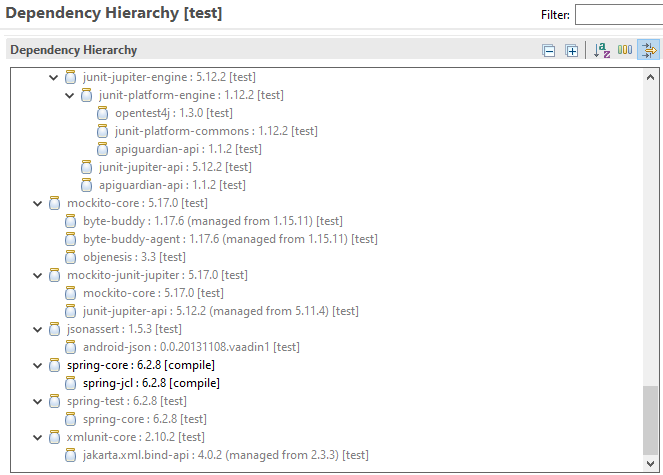 Dependency Hierarchy [test]
Filter:
Dependency Hierarchy
junit-jupiter-engine : 5.12.2 [test]
junit-platform-engine : 1.12.2 [test]
opentest4j : 1.3.0 [test]
junit-platform-commons : 1.12.2 [test]
apiguardian-api : 1.1.2 [test]
junit-jupiter-api : 5.12.2 [test]
apiguardian-api : 1.1.2 [test]
mockito-core : 5.17.0 [test]
byte-buddy : 1.17.6 (managed from 1.15.11) [test]
byte-buddy-agent : 1.17.6 (managed from 1.15.11) [test]
objenesis : 3.3 [test]
mockito-junit-jupiter : 5.17.0 [test]
mockito-core : 5.17.0 [test]
junit-jupiter-api : 5.12.2 (managed from 5.11.4) [test]
jsonassert : 1.5.3 [test]
android-json : 0.0.20131108.vaadin1 [test]
spring-core : 6.2.8 [compile]
spring-jcl : 6.2.8 [compile]
spring-test : 6.2.8 [test]
spring-core : 6.2.8 [test]
xmlunit-core : 2.10.2 [test]
jakarta.xml.bind-api : 4.0.2 (managed from 2.3.3) [test]